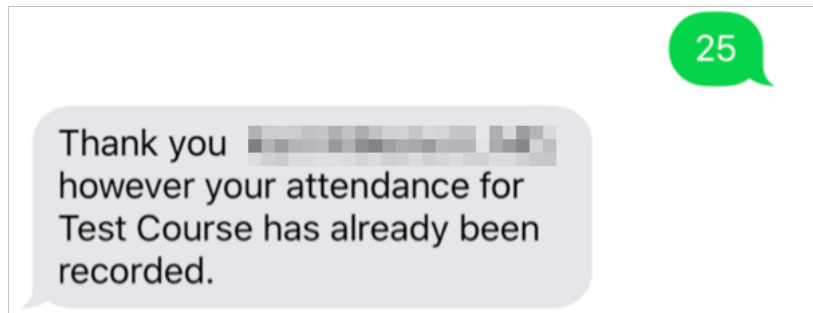 25
Thank you
however your attendance for
Test Course has already been
recorded.